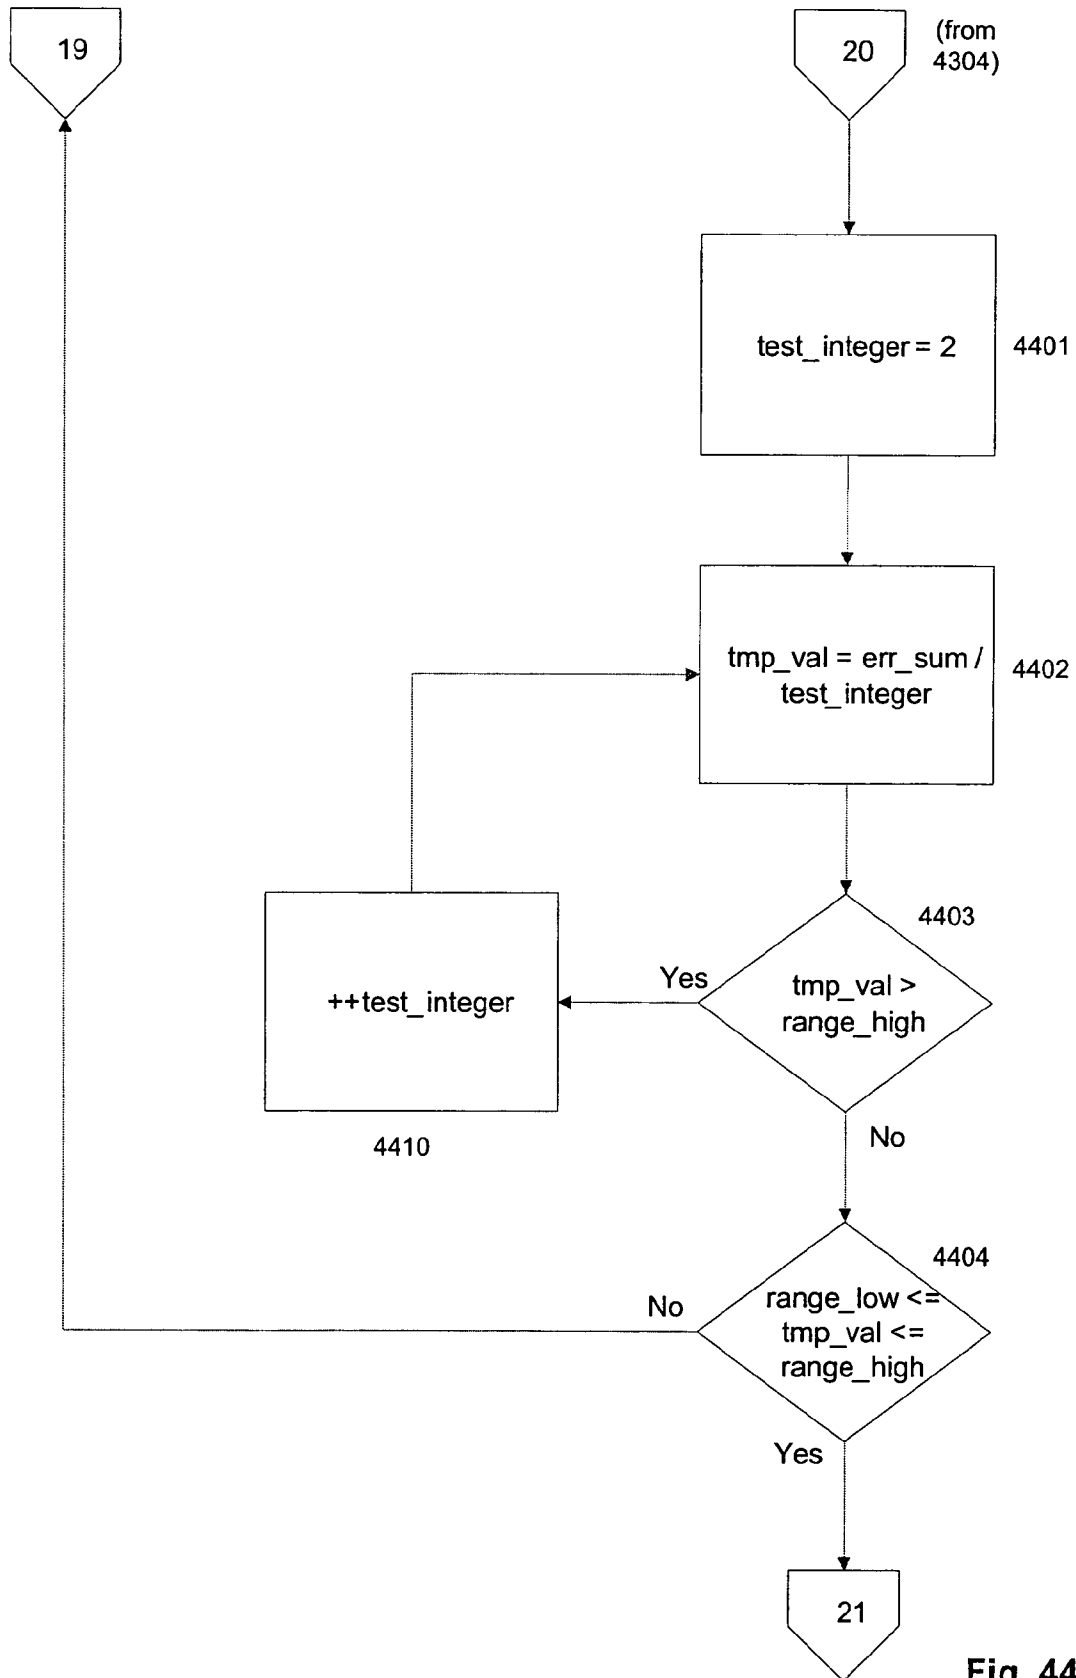 19
20
(from
4304)
test_integer = 2
4401
tmp_val = err_sum /
test_integer
4402
4403
Yes
tmp_val >
range_high
++test_integer
4410
No
4404
No
range_low <=
tmp_val <=
range_high
Yes
21
Fig. 44